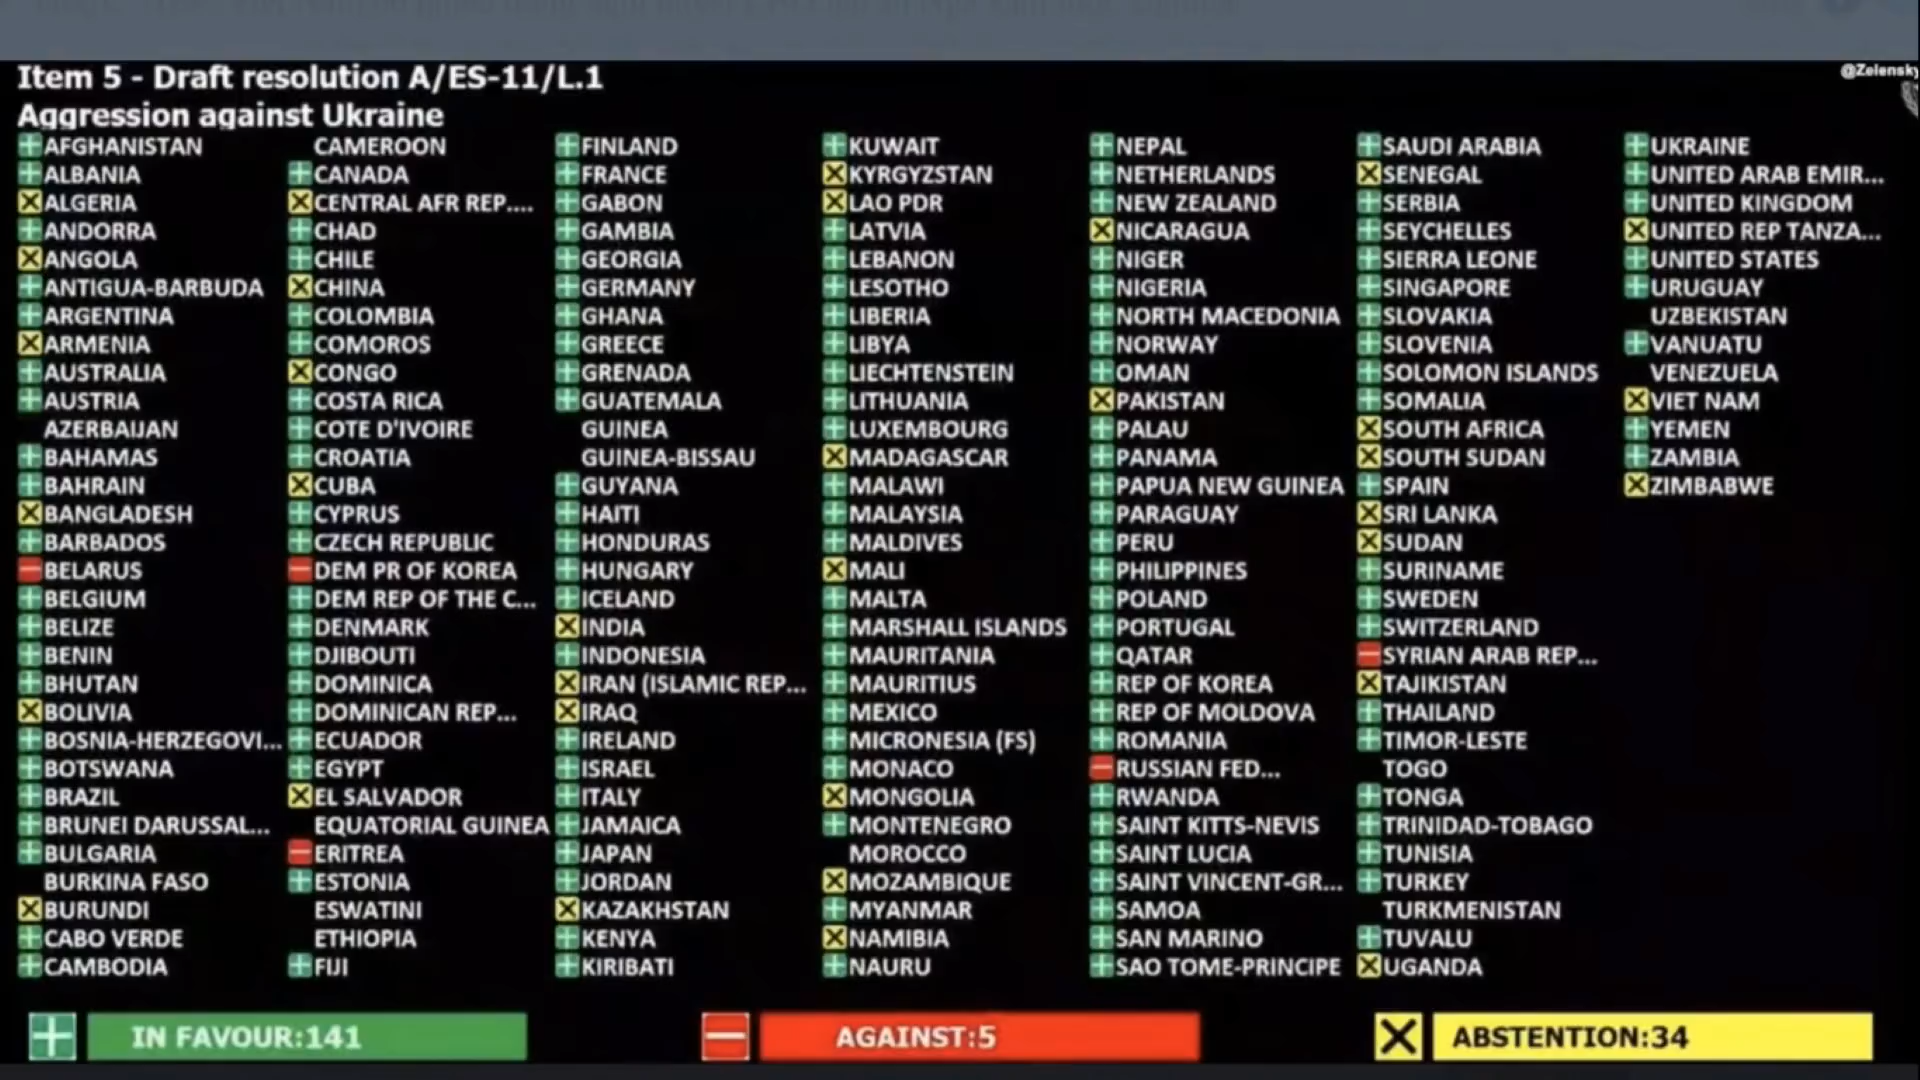 Item 5 - Draft resolution A/ES-11/L.1
@Zelensky
Aggression against Ukraine
AFGHANISTAN
ALBANIA
ALGERIA
ANDORRA
ANGOLA
ANTIGUA-BARBUDA
ARGENTINA
ARMENIA
AUSTRALIA
AUSTRIA
AZERBAIJAN
BAHAMAS
BAHRAIN
BANGLADESH
BARBADOS
BELARUS
BELGIUM
BELIZE
BENIN
BHUTAN
BOLIVIA
BOSNIA-HERZEGOVI...
BOTSWANA
BRAZIL
BRUNEI DARUSSAL...
BULGARIA
BURKINA FASO
BURUNDI
CABO VERDE
CAMBODIA
CAMEROON
CANADA
CENTRAL AFR REP....
CHAD
CHILE
CHINA
COLOMBIA
COMOROS
CONGO
COSTA RICA
COTE D'IVOIRE
CROATIA
CUBA
CYPRUS
CZECH REPUBLIC
DEM PR OF KOREA
DEM REP OF THE C...
DENMARK
DJIBOUTI
DOMINICA
DOMINICAN REP...
ECUADOR
EGYPT
EL SALVADOR
EQUATORIAL GUINEA
ERITREA
ESTONIA
ESWATINI
ETHIOPIA
FIJI
FINLAND
FRANCE
GABON
GAMBIA
GEORGIA
GERMANY
GHANA
GREECE
GRENADA
GUATEMALA
GUINEA
GUINEA-BISSAU
GUYANA
HAITI
HONDURAS
HUNGARY
ICELAND
INDIA
INDONESIA
IRAN (ISLAMIC REP...
IRAQ
IRELAND
ISRAEL
ITALY
JAMAICA
JAPAN
JORDAN
KAZAKHSTAN
KENYA
KIRIBATI
KUWAIT
KYRGYZSTAN
LAO PDR
LATVIA
LEBANON
LESOTHO
LIBERIA
LIBYA
LIECHTENSTEIN
LITHUANIA
LUXEMBOURG
MADAGASCAR
MALAWI
MALAYSIA
MALDIVES
MALI
MALTA
MARSHALL ISLANDS
MAURITANIA
MAURITIUS
MEXICO
MICRONESIA (FS)
MONACO
MONGOLIA
MONTENEGRO
MOROCCO
MOZAMBIQUE
MYANMAR
NAMIBIA
NAURU
NEPAL
NETHERLANDS
NEW ZEALAND
NICARAGUA
NIGER
NIGERIA
NORTH MACEDONIA
NORWAY
OMAN
PAKISTAN
PALAU
PANAMA
PAPUA NEW GUINEA
PARAGUAY
PERU
PHILIPPINES
POLAND
PORTUGAL
QATAR
REP OF KOREA
REP OF MOLDOVA
ROMANIA
RUSSIAN FED...
RWANDA
SAINT KITTS-NEVIS
SAINT LUCIA
SAINT VINCENT-GR...
SAMOA
SAN MARINO
SAO TOME-PRINCIPE
SAUDI ARABIA
SENEGAL
SERBIA
SEYCHELLES
SIERRA LEONE
SINGAPORE
SLOVAKIA
SLOVENIA
SOLOMON ISLANDS
SOMALIA
SOUTH AFRICA
SOUTH SUDAN
SPAIN
SRI LANKA
SUDAN
SURINAME
SWEDEN
SWITZERLAND
SYRIAN ARAB REP...
TAJIKISTAN
THAILAND
TIMOR-LESTE
TOGO
TONGA
TRINIDAD-TOBAGO
TUNISIA
TURKEY
TURKMENISTAN
TUVALU
UGANDA
UKRAINE
UNITED ARAB EMIR...
UNITED KINGDOM
UNITED REP TANZA...
UNITED STATES
URUGUAY
UZBEKISTAN
VANUATU
VENEZUELA
VIET NAM
YEMEN
ZAMBIA
ZIMBABWE
IN FAVOUR:141
AGAINST:5
ABSTENTION:34